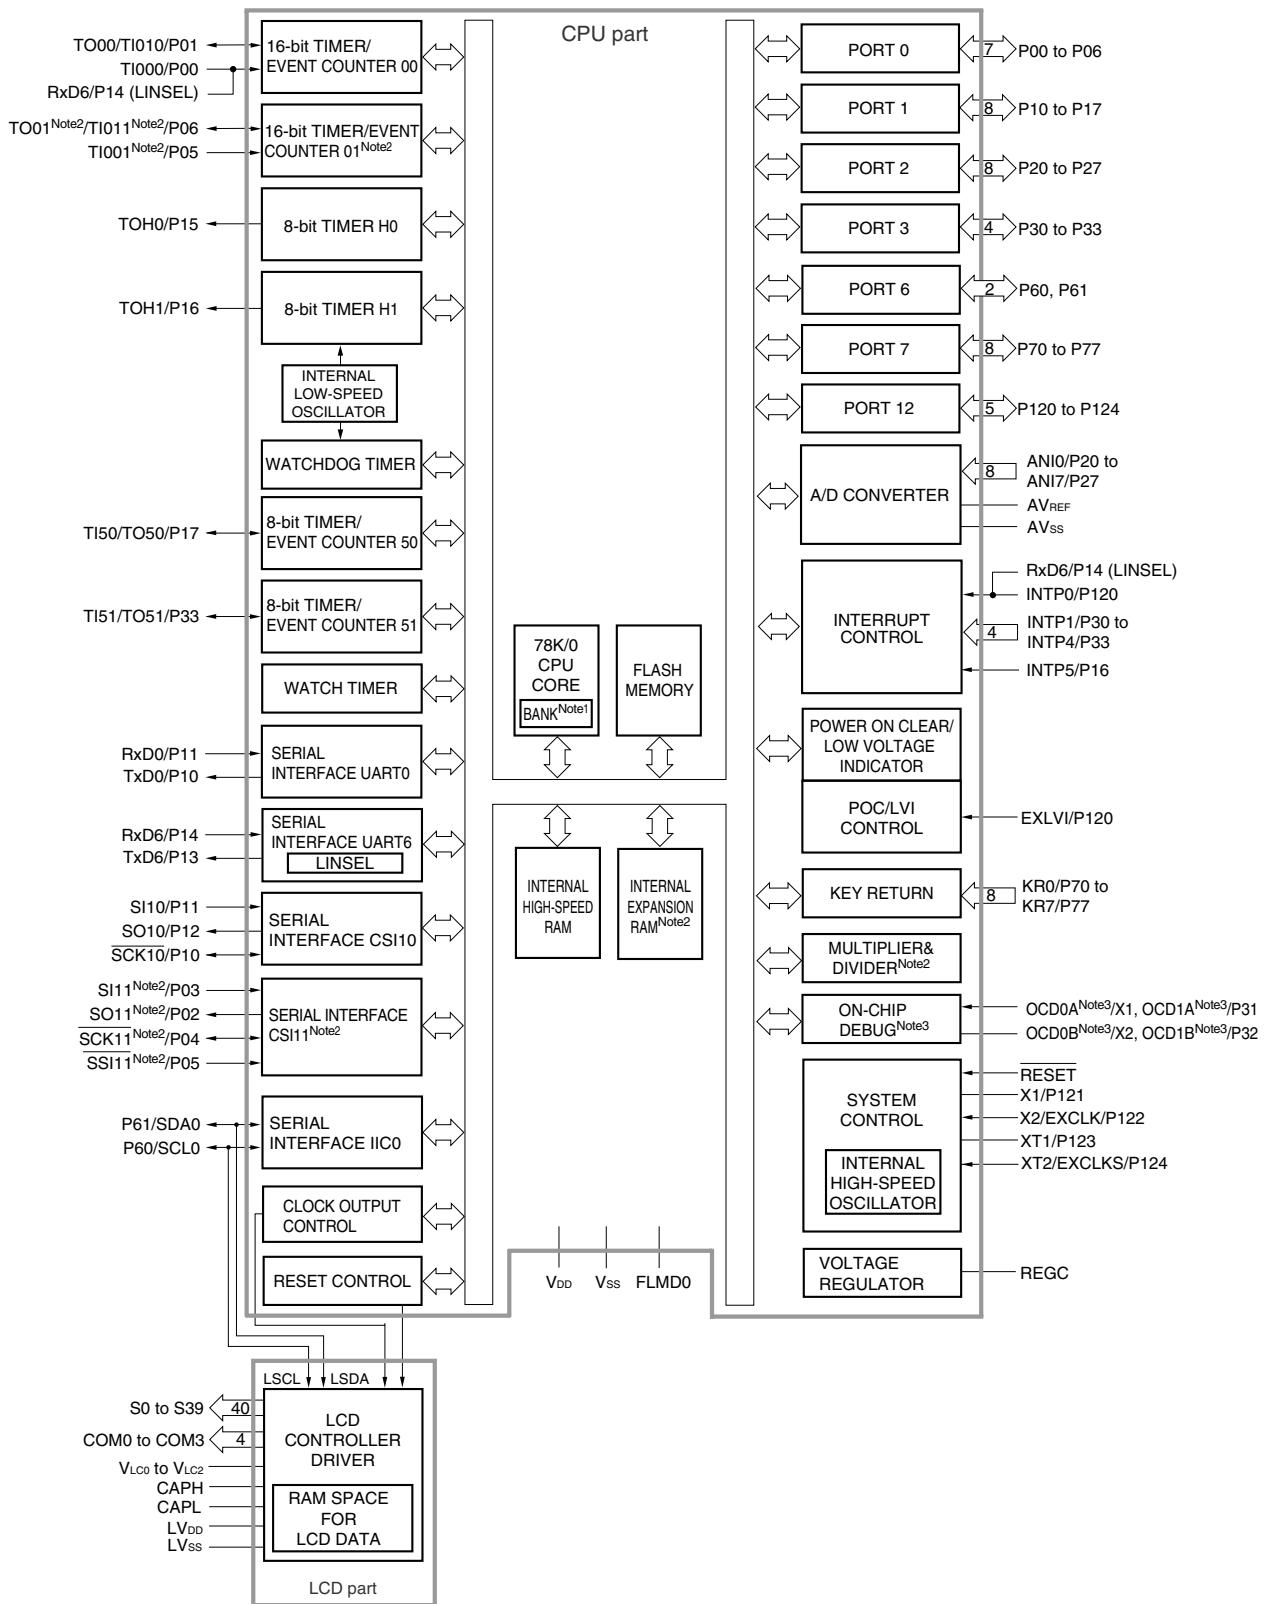 CPU part
TO00/TI010/P01
TI000/P00
RxD6/P14 (LINSEL)
16-bit TIMER/
EVENT COUNTER 00
TO01Note2/TI011Note2/P06
TI001Note2/P05
16-bit TIMER/EVENT
COUNTER 01Note2
TOH0/P15
8-bit TIMER H0
TOH1/P16
8-bit TIMER H1
INTERNAL
LOW-SPEED
OSCILLATOR
WATCHDOG TIMER
TI50/TO50/P17
8-bit TIMER/
EVENT COUNTER 50
TI51/TO51/P33
8-bit TIMER/
EVENT COUNTER 51
WATCH TIMER
RxD0/P11
TxD0/P10
SERIAL
INTERFACE UART0
RxD6/P14
TxD6/P13
SERIAL
INTERFACE UART6
LINSEL
SI10/P11
SO10/P12
SCK10/P10
SERIAL
INTERFACE CSI10
SI11Note2/P03
SO11Note2/P02
SCK11Note2/P04
SSI11Note2/P05
SERIAL INTERFACE
CSI11Note2
P61/SDA0
P60/SCL0
SERIAL
INTERFACE IIC0
CLOCK OUTPUT
CONTROL
RESET CONTROL
78K/0
CPU
CORE
BANKNote1
FLASH
MEMORY
INTERNAL
HIGH-SPEED
RAM
INTERNAL
EXPANSION
RAMNote2
VDD
VSS
FLMD0
PORT 0
7
P00 to P06
PORT 1
8
P10 to P17
PORT 2
8
P20 to P27
PORT 3
4
P30 to P33
PORT 6
2
P60, P61
PORT 7
8
P70 to P77
PORT 12
5
P120 to P124
A/D CONVERTER
8
ANI0/P20 to
ANI7/P27
AVREF
AVSS
INTERRUPT
CONTROL
RxD6/P14 (LINSEL)
INTP0/P120
4
INTP1/P30 to
INTP4/P33
INTP5/P16
POWER ON CLEAR/
LOW VOLTAGE
INDICATOR
POC/LVI
CONTROL
EXLVI/P120
KEY RETURN
8
KR0/P70 to
KR7/P77
MULTIPLIER&
DIVIDERNote2
ON-CHIP
DEBUGNote3
OCD0ANote3/X1, OCD1ANote3/P31
OCD0BNote3/X2, OCD1BNote3/P32
SYSTEM
CONTROL
INTERNAL
HIGH-SPEED
OSCILLATOR
RESET
X1/P121
X2/EXCLK/P122
XT1/P123
XT2/EXCLKS/P124
VOLTAGE
REGULATOR
REGC
LSCL
LSDA
S0 to S39
40
COM0 to COM3
4
VLC0 to VLC2
CAPH
CAPL
LVDD
LVSS
LCD
CONTROLLER
DRIVER
RAM SPACE
FOR
LCD DATA
LCD part